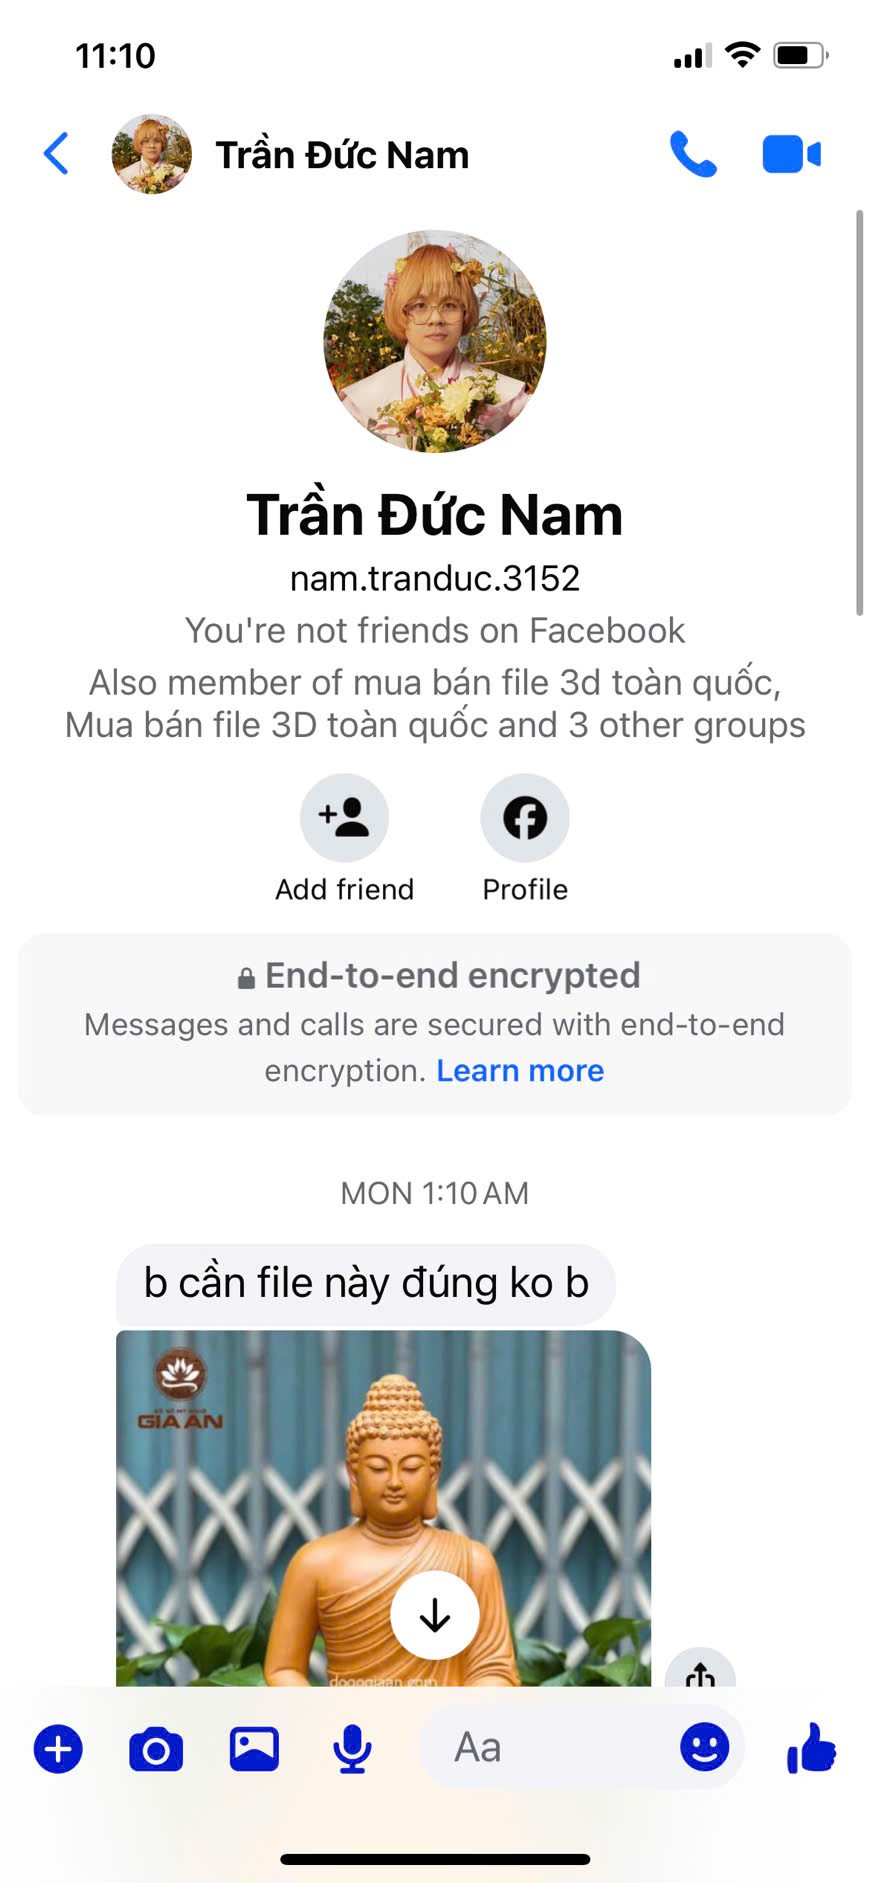 11:10
Trần Đức Nam
Trần Đức Nam
nam.tranduc.3152
You're not friends on Facebook
Also member of mua bán file 3d toàn quốc,
Mua bán file 3D toàn quốc and 3 other groups
Add friend
Profile
End-to-end encrypted
Messages and calls are secured with end-to-end
encryption. Learn more
MON 1:10 AM
b cần file này đúng ko b
GIA AN
Aa